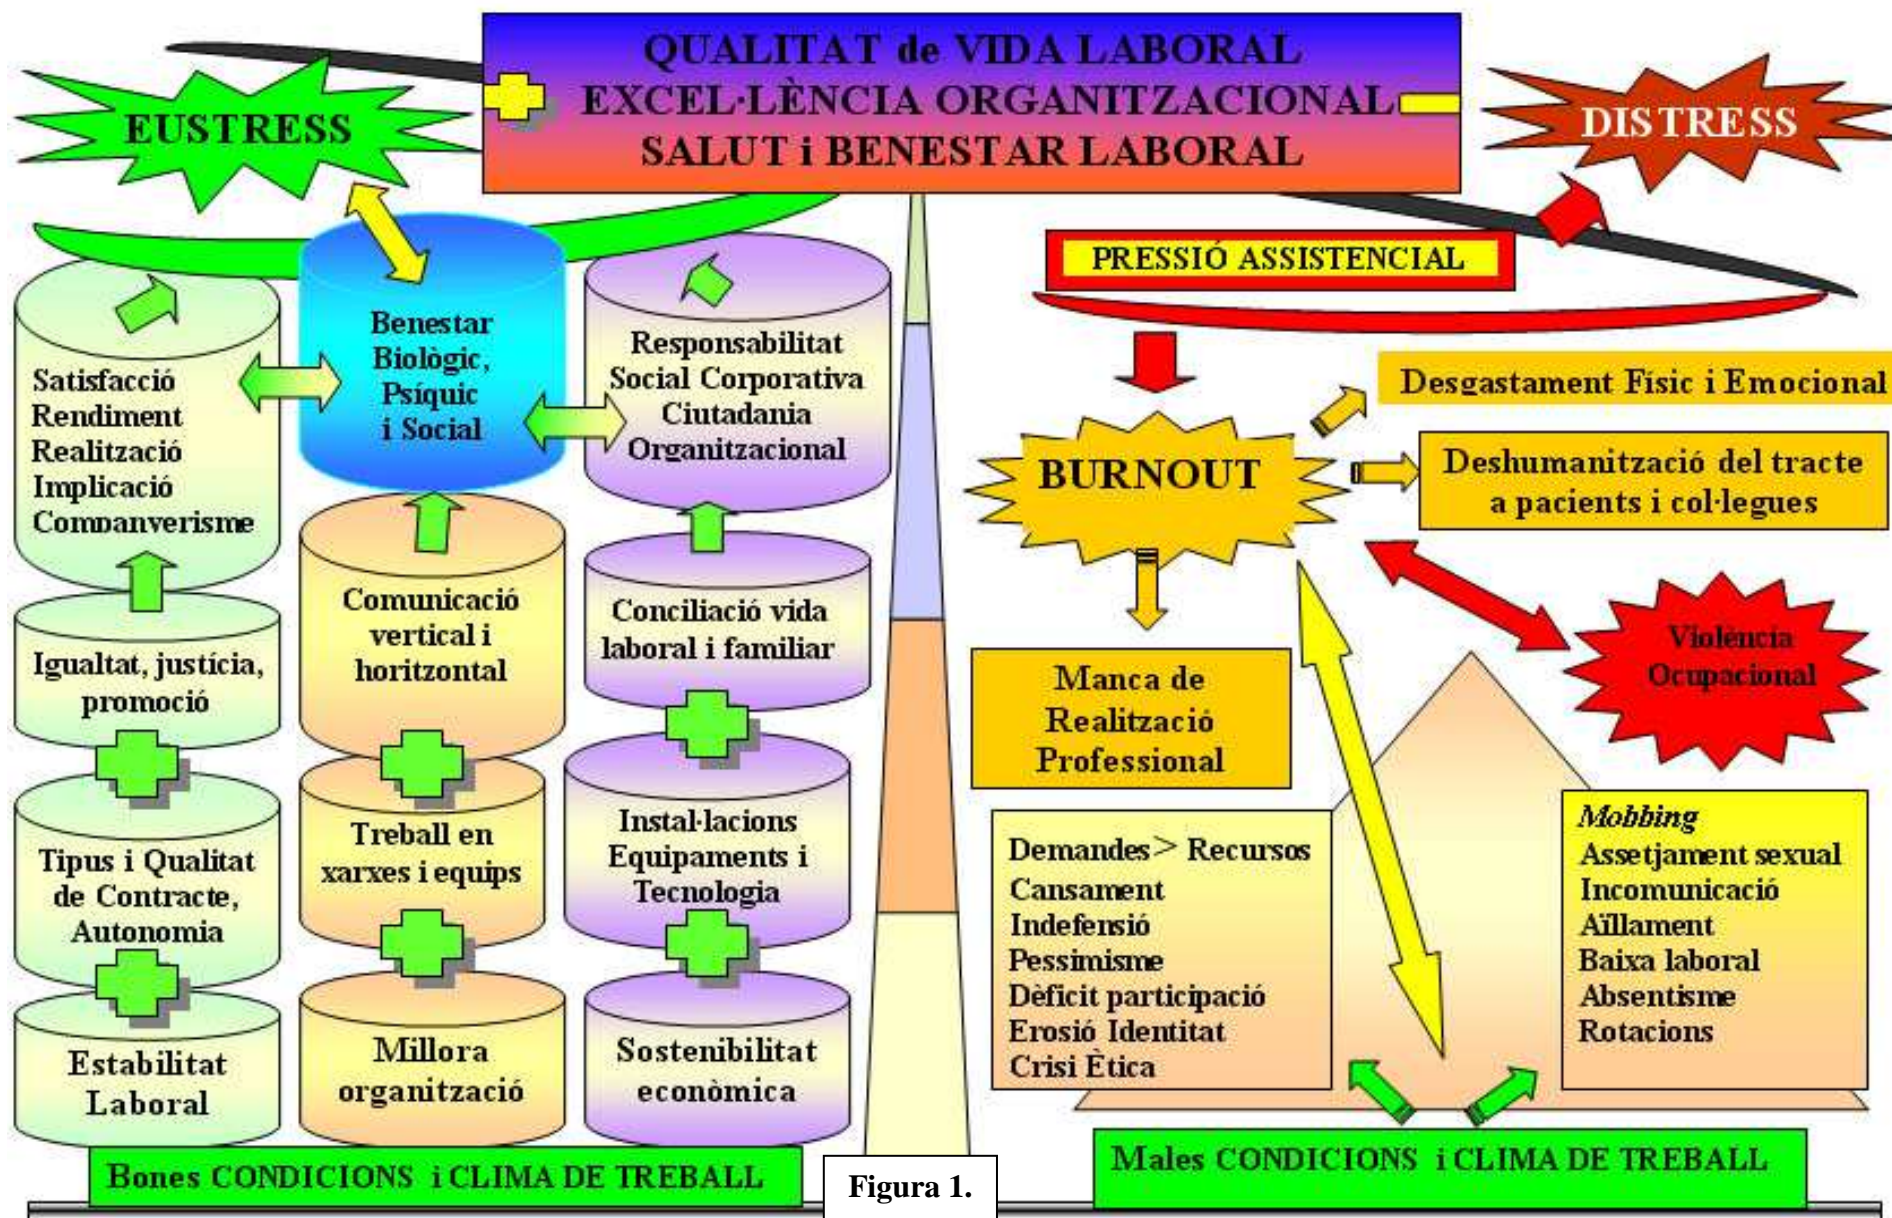 QUALITAT de VIDA LABORAL
EXCEL·LÈNCIA ORGANITZACIONAL
SALUT i BENESTAR LABORAL
EUSTRESS
DISTRESS
PRESSIÓ ASSISTENCIAL
Satisfacció
Rendiment
Realització
Implicació
Companyerisme
Benestar
Biològic,
Psíquic
i Social
Responsabilitat
Social Corporativa
Ciutadania
Organitzacional
Igualtat, justícia,
promoció
Comunicació
vertical i
horitzontal
Conciliació vida
laboral i familiar
Tipus i Qualitat
de Contracte,
Autonomia
Treball en
xarxes i equips
Instal·lacions
Equipaments i
Tecnologia
Estabilitat
Laboral
Millora
organització
Sostenibilitat
econòmica
Bones CONDICIONS i CLIMA DE TREBALL
Figura 1.
BURNOUT
Desgastament Físic i Emocional
Deshumanització del tracte
a pacients i col·legues
Manca de
Realització
Professional
Violència
Ocupacional
Demandes> Recursos
Cansament
Indefensió
Pessimisme
Dèficit participació
Erosió Identitat
Crisi Ètica
Mobbing
Assetjament sexual
Incomunicació
Aïllament
Baixa laboral
Absentisme
Rotacions
Males CONDICIONS i CLIMA DE TREBALL